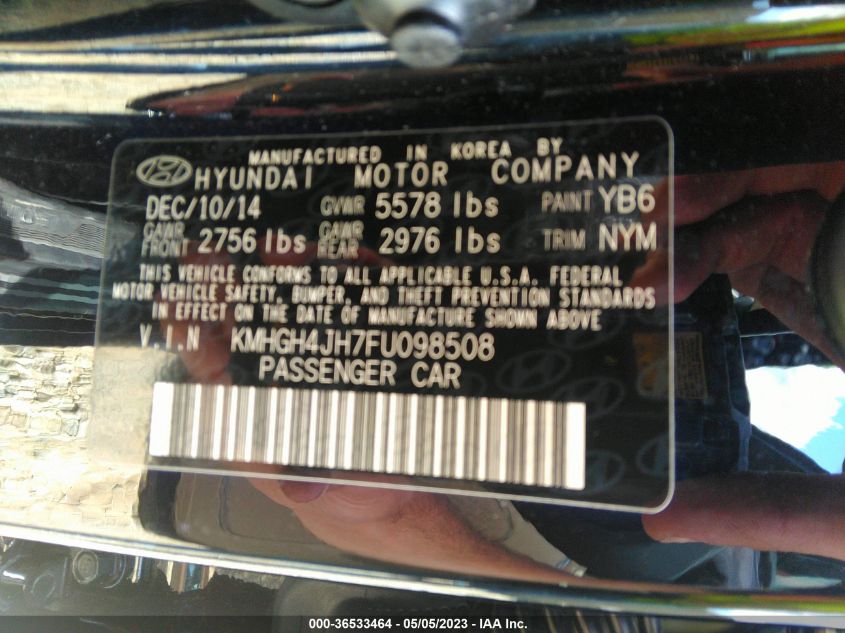 MANUFACTURED IN KOREA BY
HYUNDAI MOTOR COMPANY
DEC/10/14 GVWR 5578 lbs PAINT YB6
GAWR FRONT 2756 lbs GAWR REAR 2976 lbs TRIM NYM
THIS VEHICLE CONFORMS TO ALL APPLICABLE U.S.A. FEDERAL
MOTOR VEHICLE SAFETY, BUMPER, AND THEFT PREVENTION STANDARDS
IN EFFECT ON THE DATE OF MANUFACTURE SHOWN ABOVE
V.I.N KMHGH4JH7FU098508
PASSENGER CAR
000-36533464 - 05/05/2023 - IAA Inc.